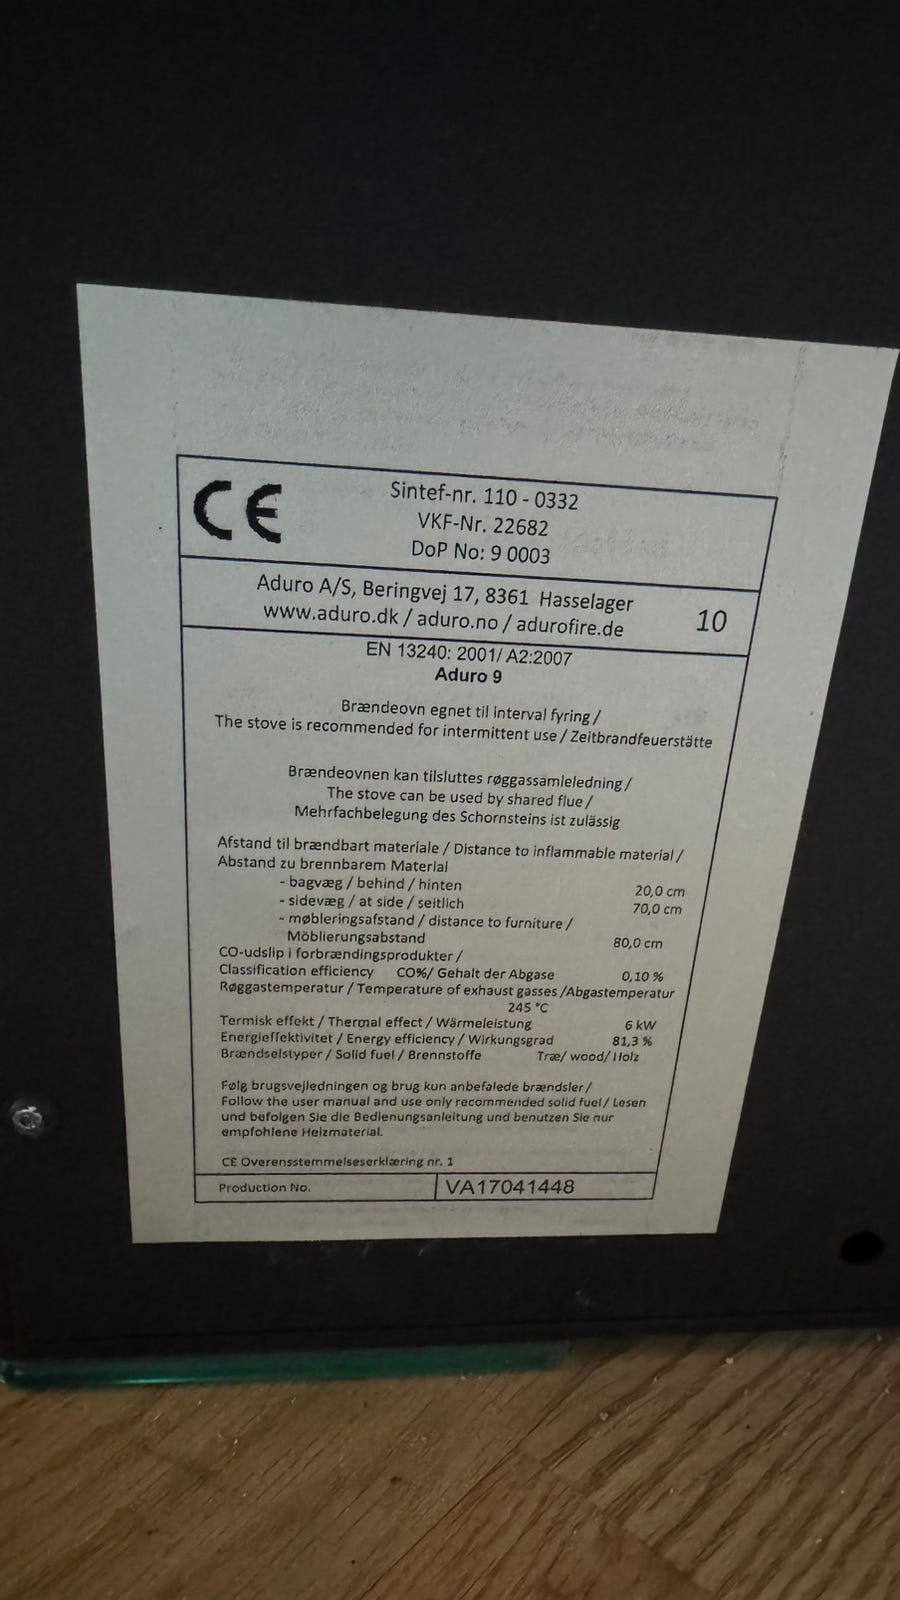 CE
Sintef-nr. 110 - 0332
VKF-Nr. 22682
DoP No: 9 0003
Aduro A/S, Beringvej 17, 8361 Hasselager
www.aduro.dk / aduro.no / adurofire.de
10
EN 13240: 2001/ A2:2007
Aduro 9
Brændeovn egnet til interval fyring /
The stove is recommended for intermittent use / Zeitbrandfeuerstätte
Brændeovnen kan tilsluttes røggassamleledning /
The stove can be used by shared flue /
Mehrfachbelegung des Schornsteins ist zulässig
Afstand til brændbart materiale / Distance to inflammable material /
Abstand zu brennbarem Material
- bagvæg / behind / hinten 20,0 cm
- sidevæg / at side / seitlich 70,0 cm
- møbleringsafstand / distance to furniture /
Möblierungsabstand 80,0 cm
CO-udslip i forbrændingsprodukter /
Classification efficiency CO%/ Gehalt der Abgase 0,10 %
Røggastemperatur / Temperature of exhaust gasses /Abgastemperatur
245 °C
Termisk effekt / Thermal effect / Wärmeleistung 6 kW
Energieffektivitet / Energy efficiency / Wirkungsgrad 81,3 %
Brændselstyper / Solid fuel / Brennstoffe Træ/ wood/ Holz
Følg brugsvejledningen og brug kun anbefalede brændsler /
Follow the user manual and use only recommended solid fuel / Lesen
und befolgen Sie die Bedienungsanleitung und benutzen Sie nur
empfohlene Heizmaterial.
CE Overensstemmelseserklæring nr. 1
Production No. VA17041448